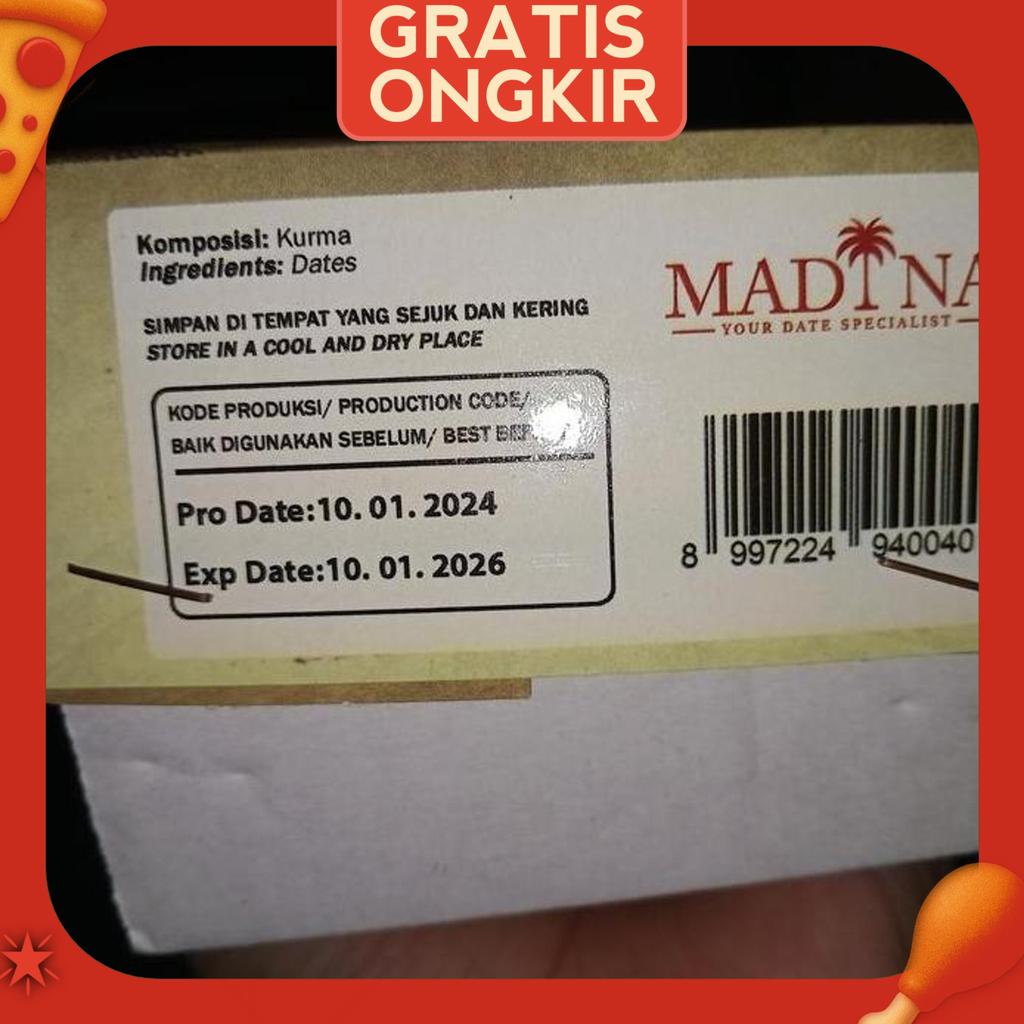 GRATIS
ONGKIR
Komposisi: Kurma
Ingredients: Dates
SIMPAN DI TEMPAT YANG SEJUK DAN KERING
STORE IN A COOL AND DRY PLACE
KODE PRODUKSI/ PRODUCTION CODE/
BAIK DIGUNAKAN SEBELUM/ BEST
Pro Date:10. 01. 2024
Exp Date:10. 01. 2026
MADINA
YOUR DATE SPECIALIST
8 997224 940040